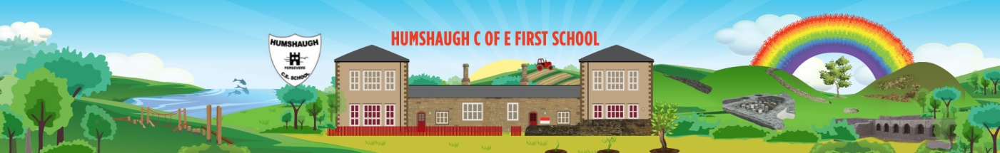 HUMSHAUGH C OF E FIRST SCHOOL
HUMSHAUGH
PERSEVERE
C.E. SCHOOL